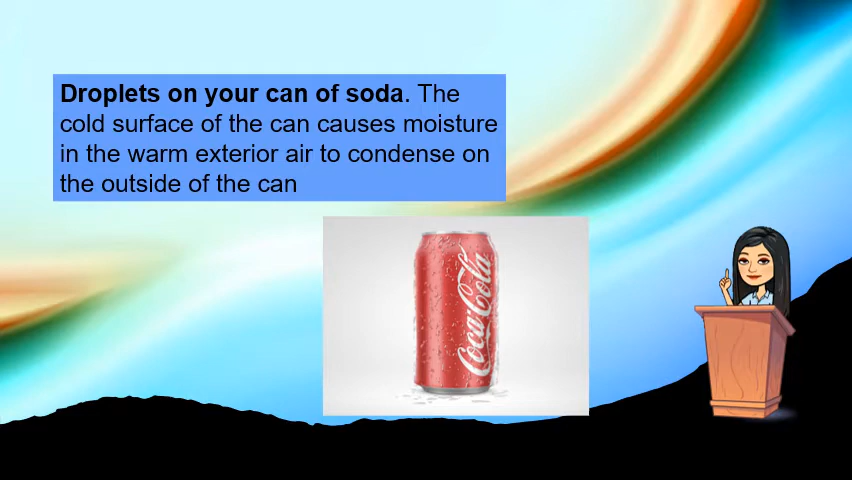 Droplets on your can of soda. The
cold surface of the can causes moisture
in the warm exterior air to condense on
the outside of the can
Coca-Cola